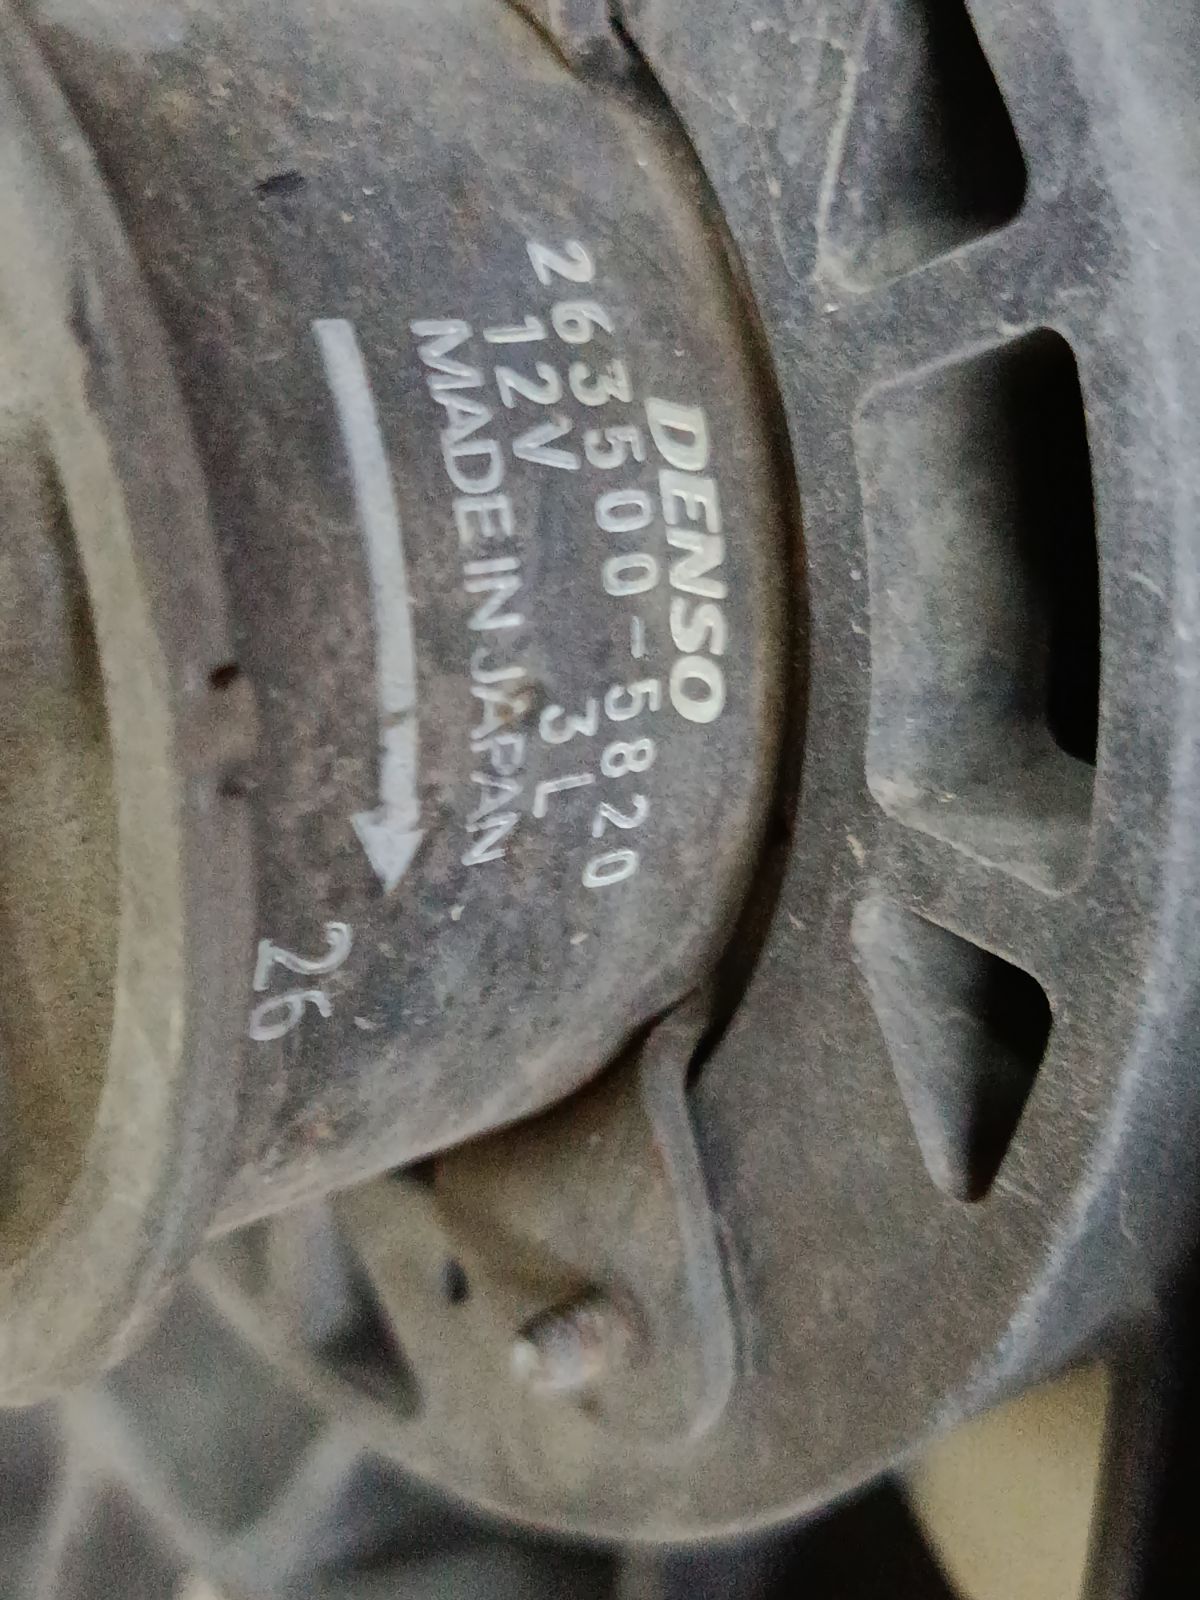 DENSO
263500-5820
12V 3L
MADE IN JAPAN
26